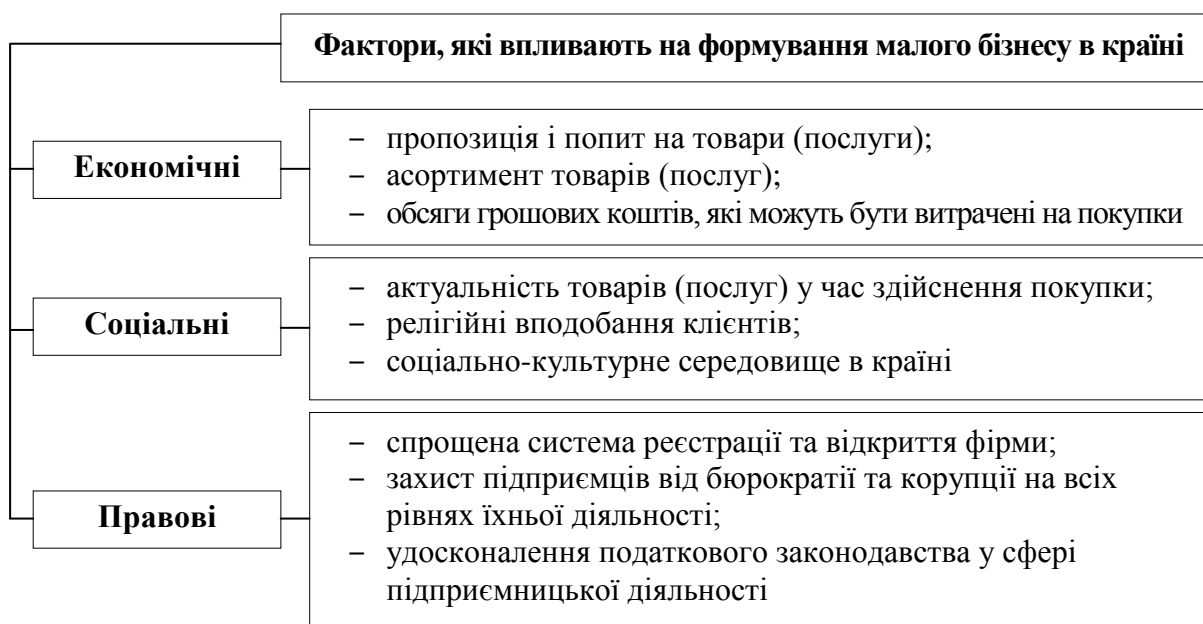 Фактори, які впливають на формування малого бізнесу в країні
Економічні
– пропозиція і попит на товари (послуги);
– асортимент товарів (послуг);
– обсяги грошових коштів, які можуть бути витрачені на покупки
Соціальні
– актуальність товарів (послуг) у час здійснення покупки;
– релігійні вподобання клієнтів;
– соціально-культурне середовище в країні
Правові
– спрощена система реєстрації та відкриття фірми;
– захист підприємців від бюрократії та корупції на всіх
рівнях їхньої діяльності;
– удосконалення податкового законодавства у сфері
підприємницької діяльності